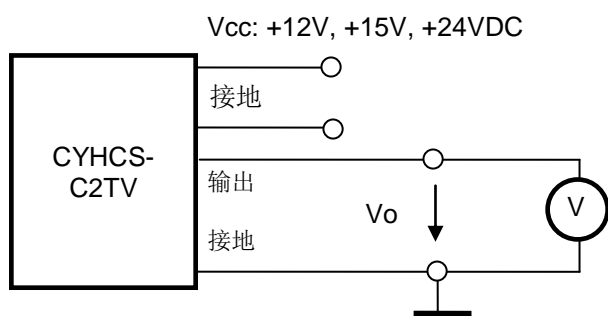 Vcc: +12V, +15V, +24VDC
接地
CYHCS-
C2TV
输出
Vo
V
接地